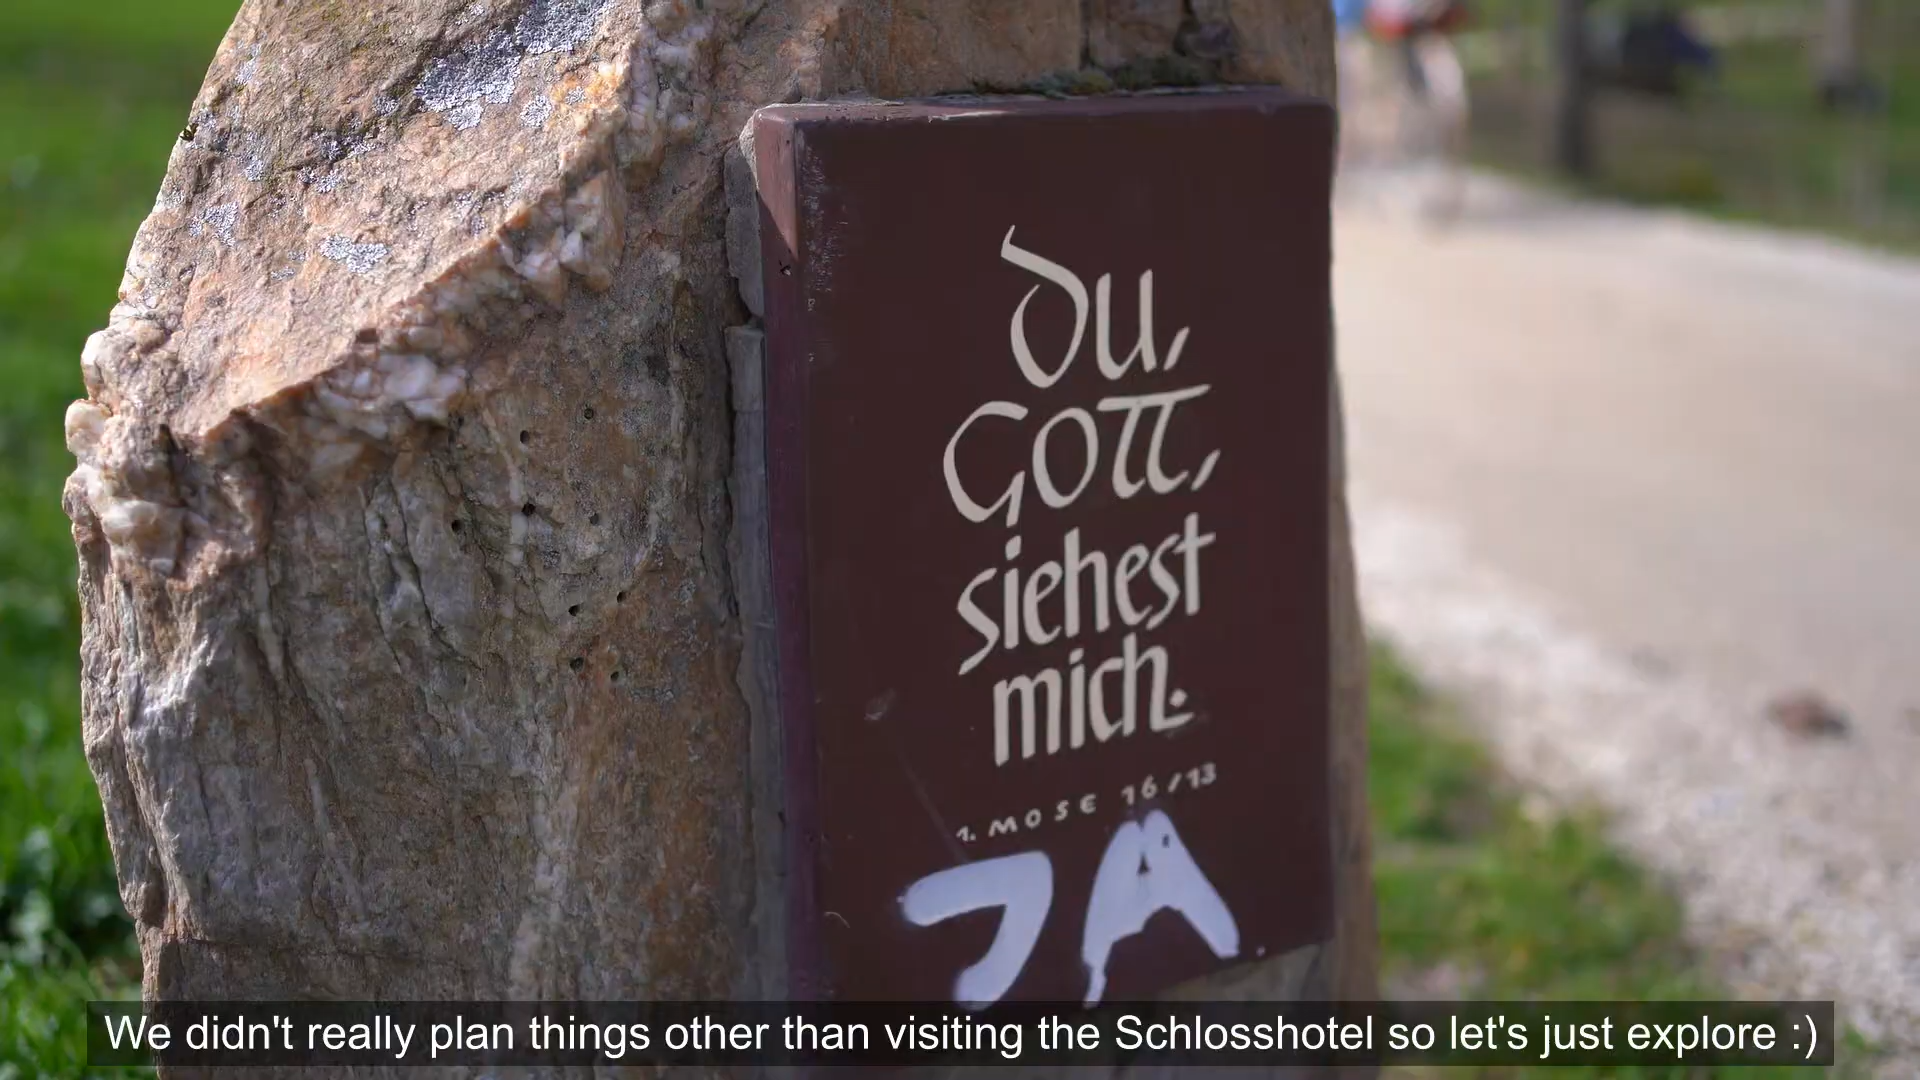 du,
GOTT,
siehest
mich.
1. MOSE 16/13
JA
We didn't really plan things other than visiting the Schlosshotel so let's just explore :)